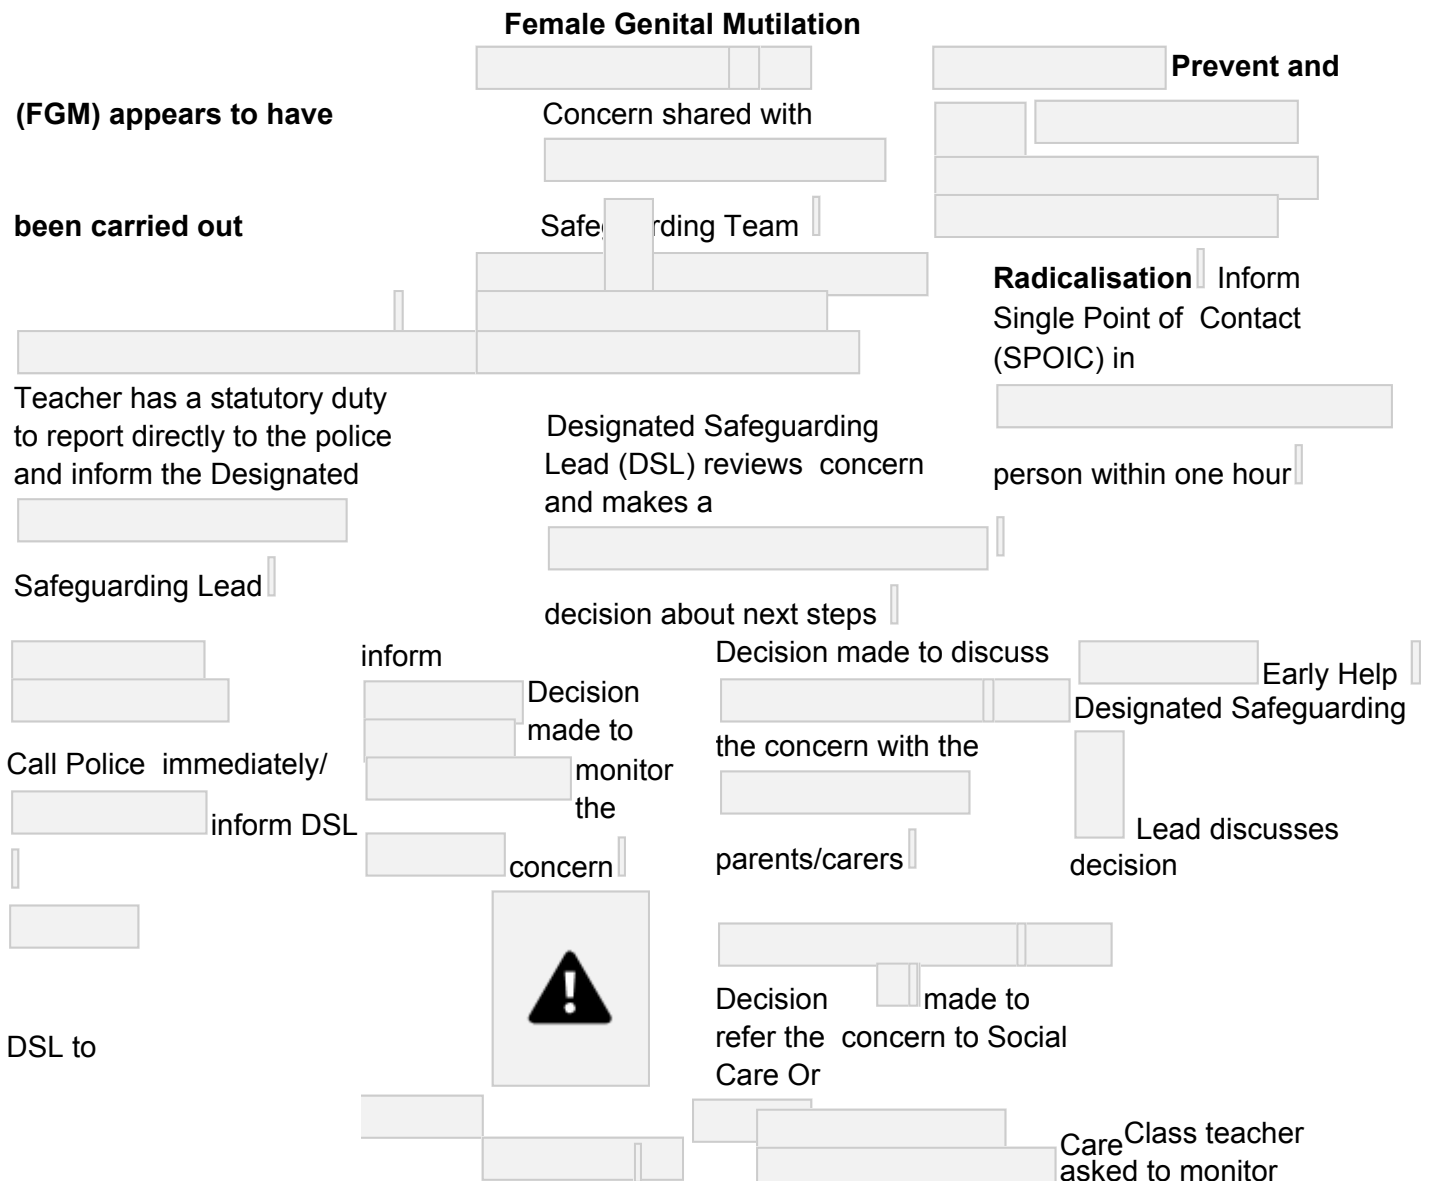 Female Genital Mutilation
Prevent and
(FGM) appears to have
Concern shared with
been carried out
Safe rding Team
Radicalisation Inform
Single Point of Contact
(SPOIC) in
Teacher has a statutory duty
to report directly to the police
and inform the Designated
Designated Safeguarding
Lead (DSL) reviews concern
and makes a
person within one hour
Safeguarding Lead
decision about next steps
inform
Decision
made to
monitor
the
concern
Decision made to discuss
the concern with the
parents/carers
Early Help
Designated Safeguarding
Lead discusses
decision
Call Police immediately/
inform DSL
DSL to
Decision made to
refer the concern to Social
Care Or
Care Class teacher
asked to monitor